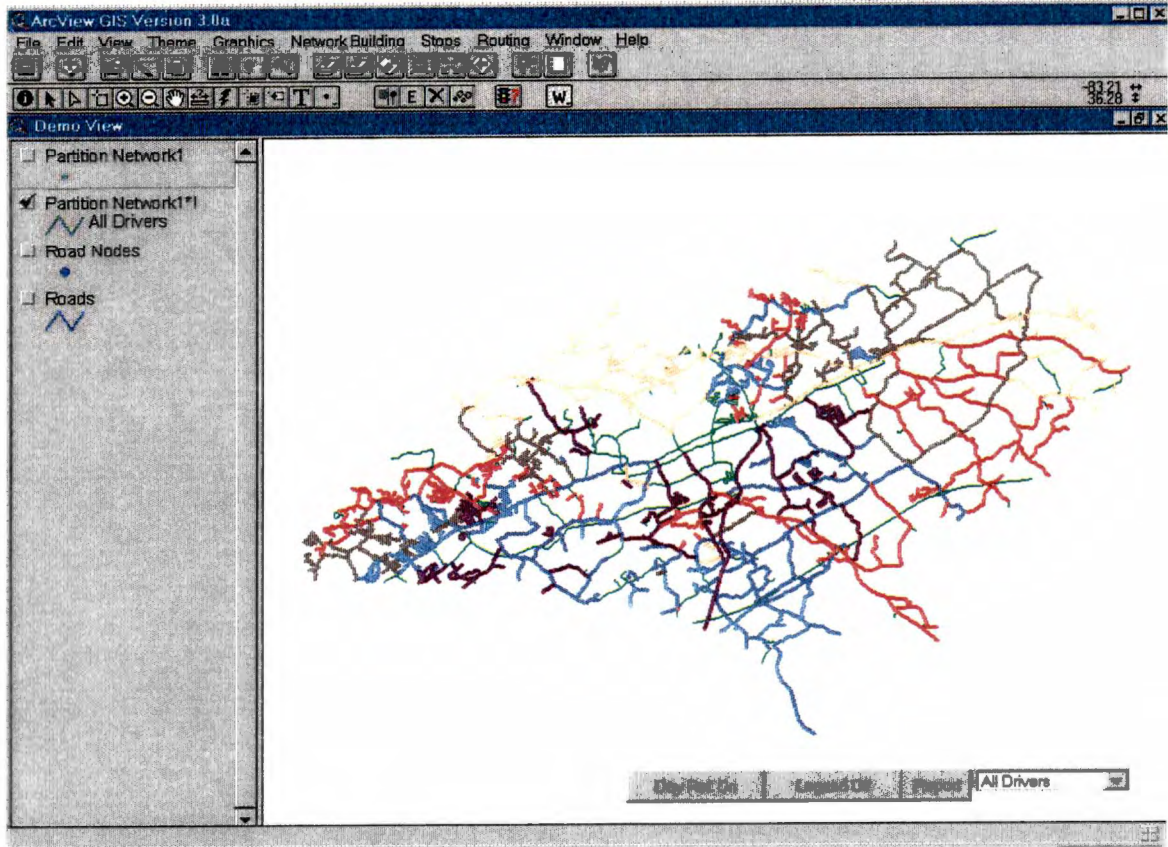 ArcView GIS Version 3.0a
File Edit View Theme Graphics Network Building Stops Routing Window Help
T E W
-83.21
36.28
Demo View
Partition Network1
Partition Network1*1
All Drivers
Road Nodes
Roads
All Drivers